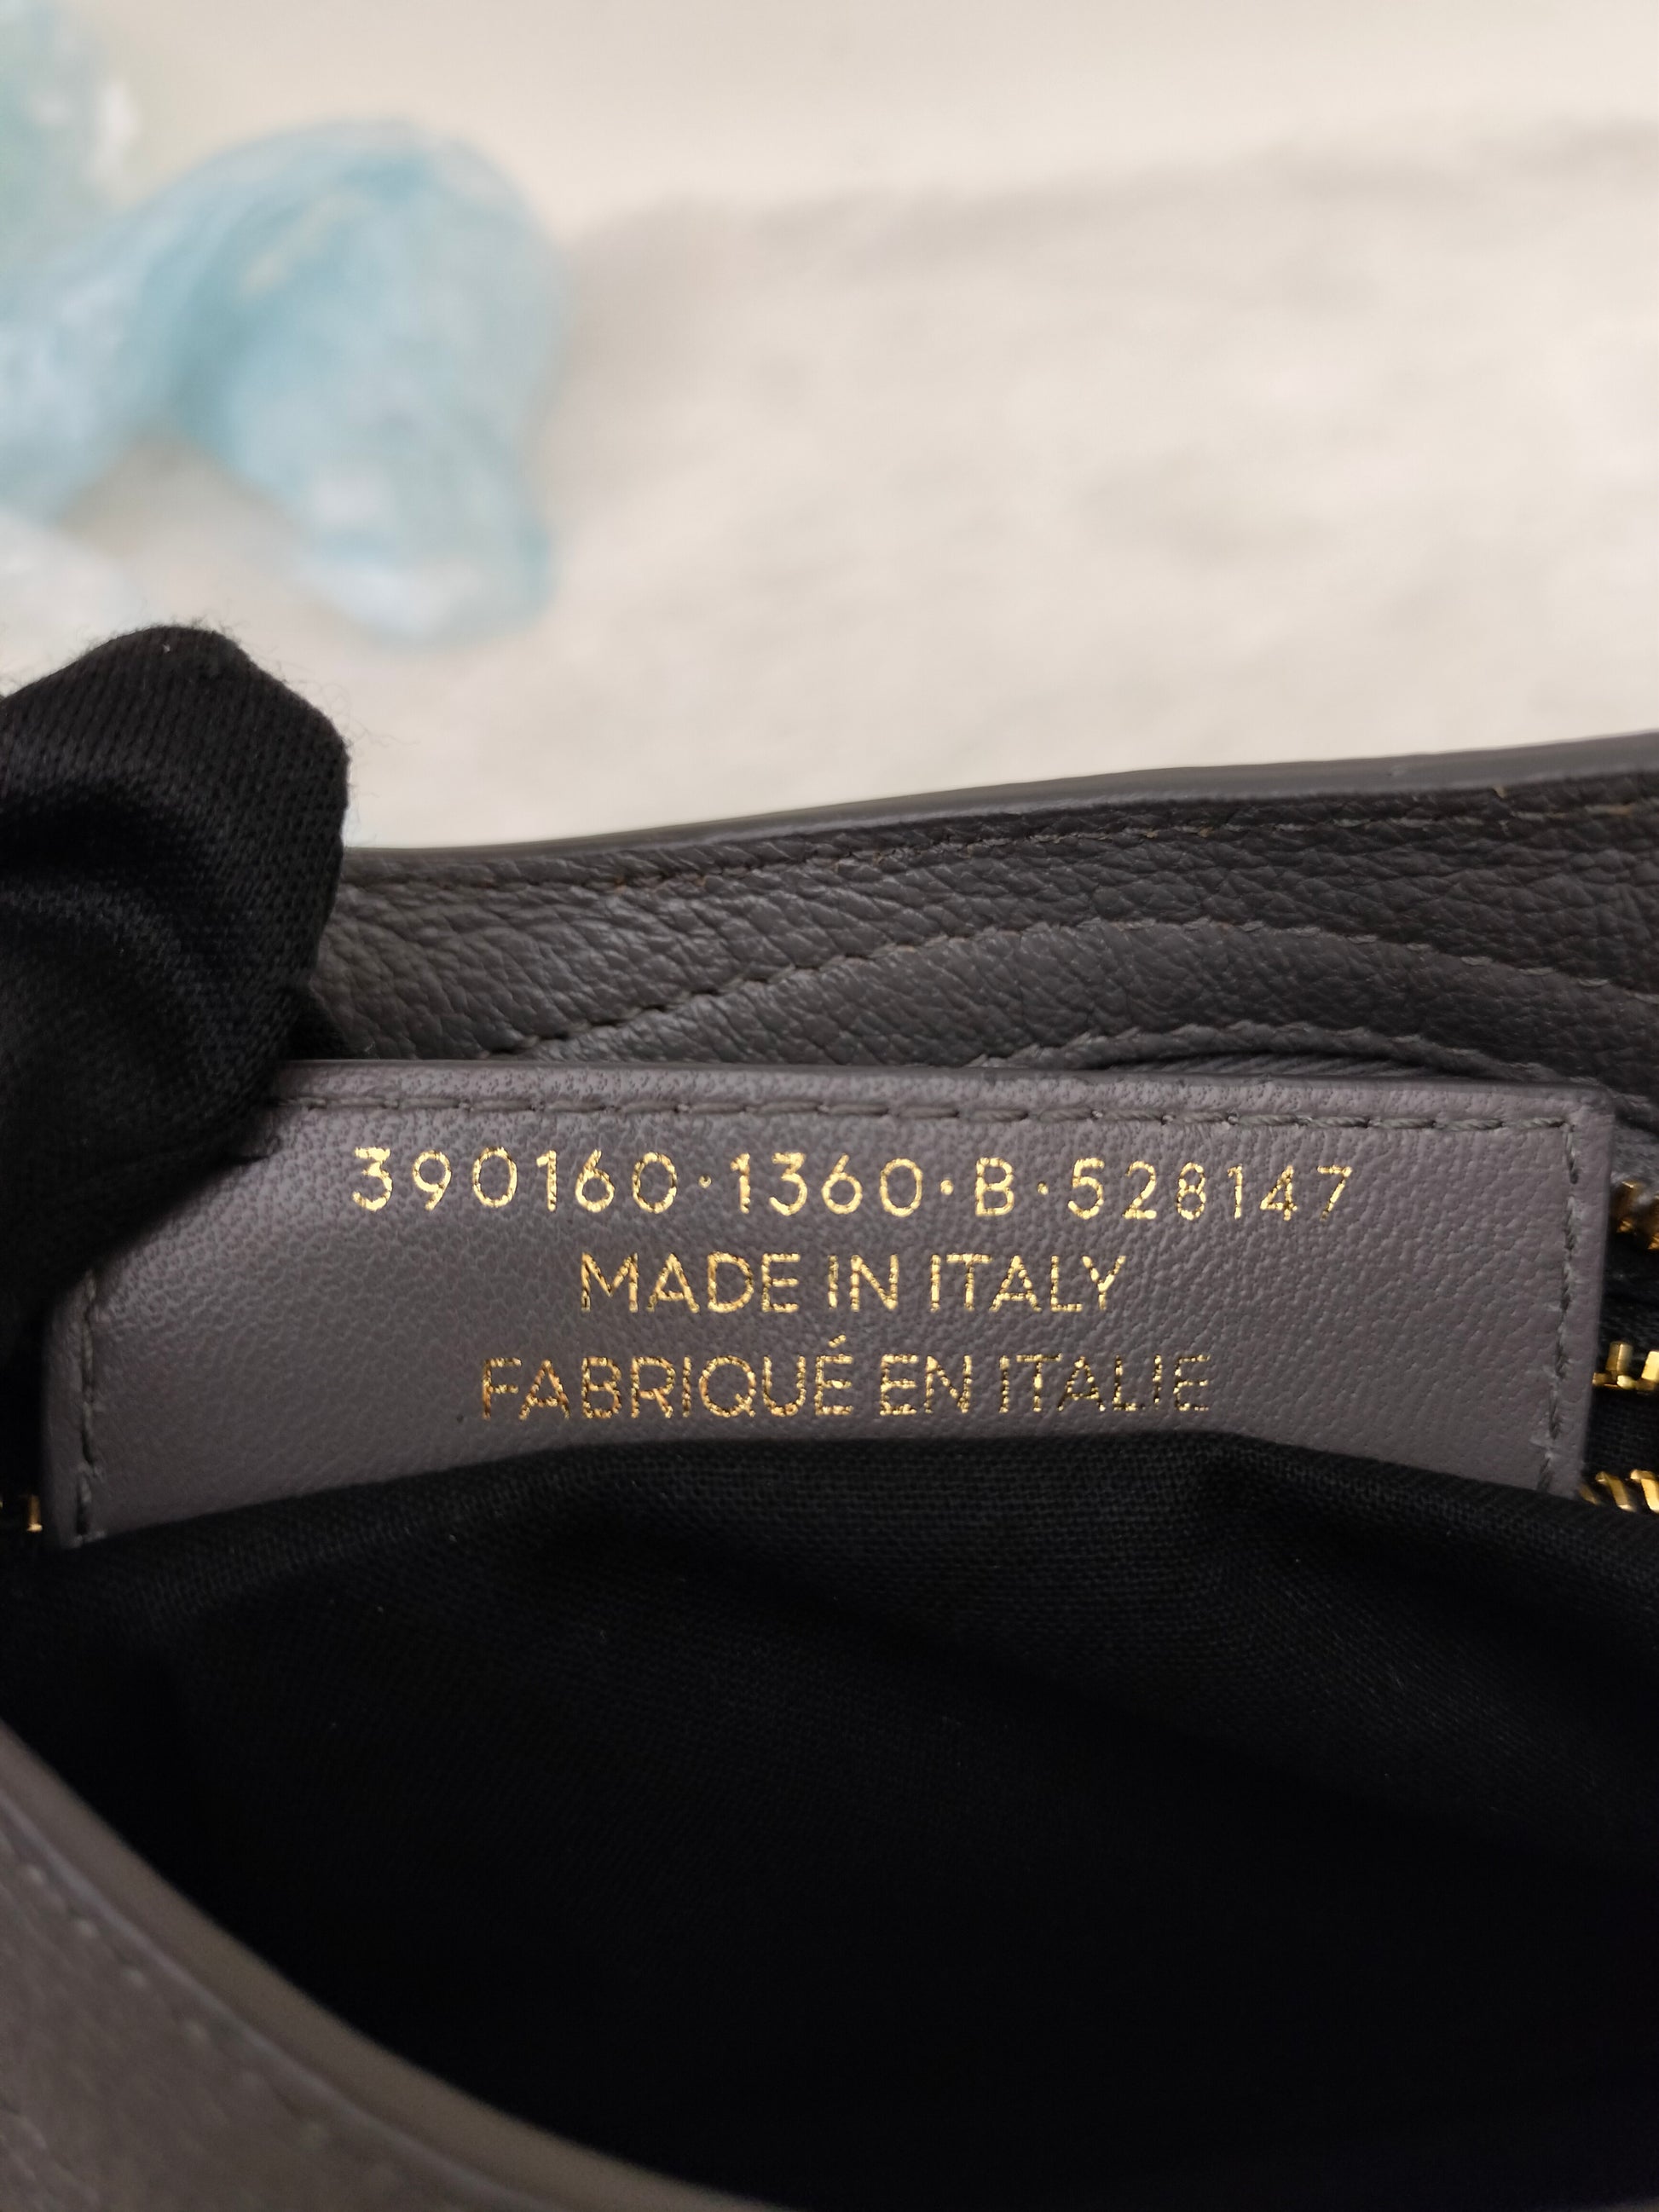 390160·1360·B·528147
MADE IN ITALY
FABRIQUÉ EN ITALIE